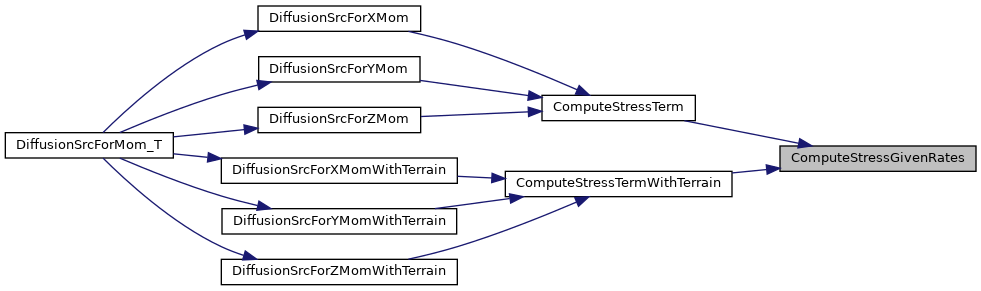 DiffusionSrcForXMom
DiffusionSrcForYMom
DiffusionSrcForZMom
DiffusionSrcForMom_T
DiffusionSrcForXMomWithTerrain
DiffusionSrcForYMomWithTerrain
DiffusionSrcForZMomWithTerrain
ComputeStressTerm
ComputeStressTermWithTerrain
ComputeStressGivenRates